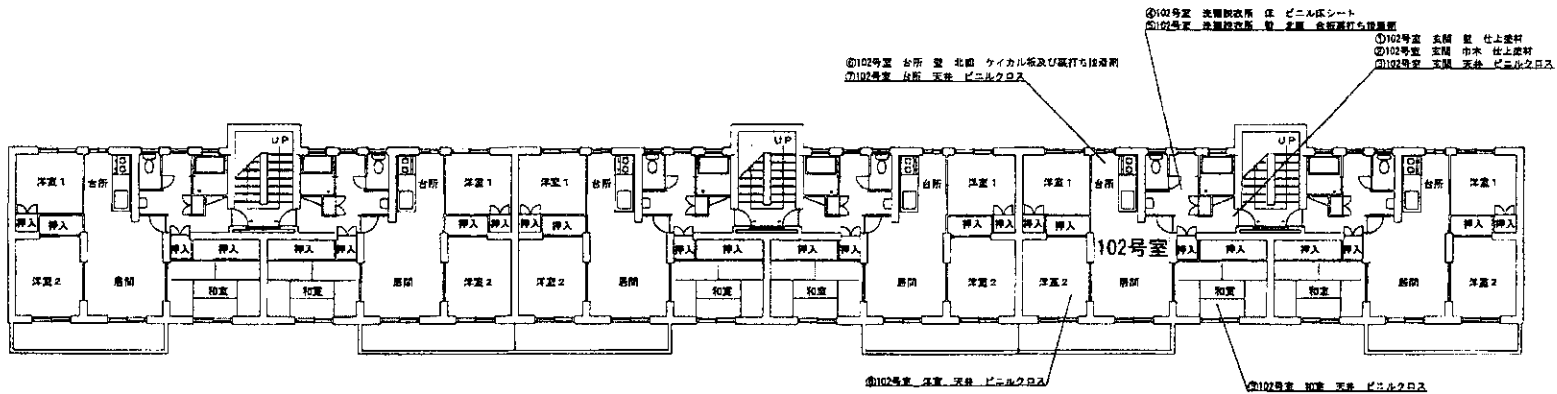 ④102号室 洗面脱衣所 床 ビニル床シート
⑤102号室 洗面脱衣所 壁 北面 合板裏打ち接着剤
①102号室 玄関 壁 仕上塗材
②102号室 玄関 巾木 仕上塗材
③102号室 玄関 天井 ビニルクロス
⑥102号室 台所 壁 北面 ケイカル板及び裏打ち接着剤
⑦102号室 台所 天井 ビニルクロス
UP UP UP
洋室1 台所 台所 洋室1 洋室1 台所 台所 洋室1 洋室1 台所 台所 洋室1
押入 押入 押入 押入 押入 押入 押入 押入 押入 押入 押入 押入
押入 押入 押入 押入 押入 押入 押入 押入 押入 押入 押入 押入
102号室
洋室2 居間 和室 和室 居間 洋室2 洋室2 居間 和室 和室 居間 洋室2 洋室2 居間 和室 和室 居間 洋室2
⑧102号室 洋室 天井 ビニルクロス
⑨102号室 和室 天井 ビニルクロス